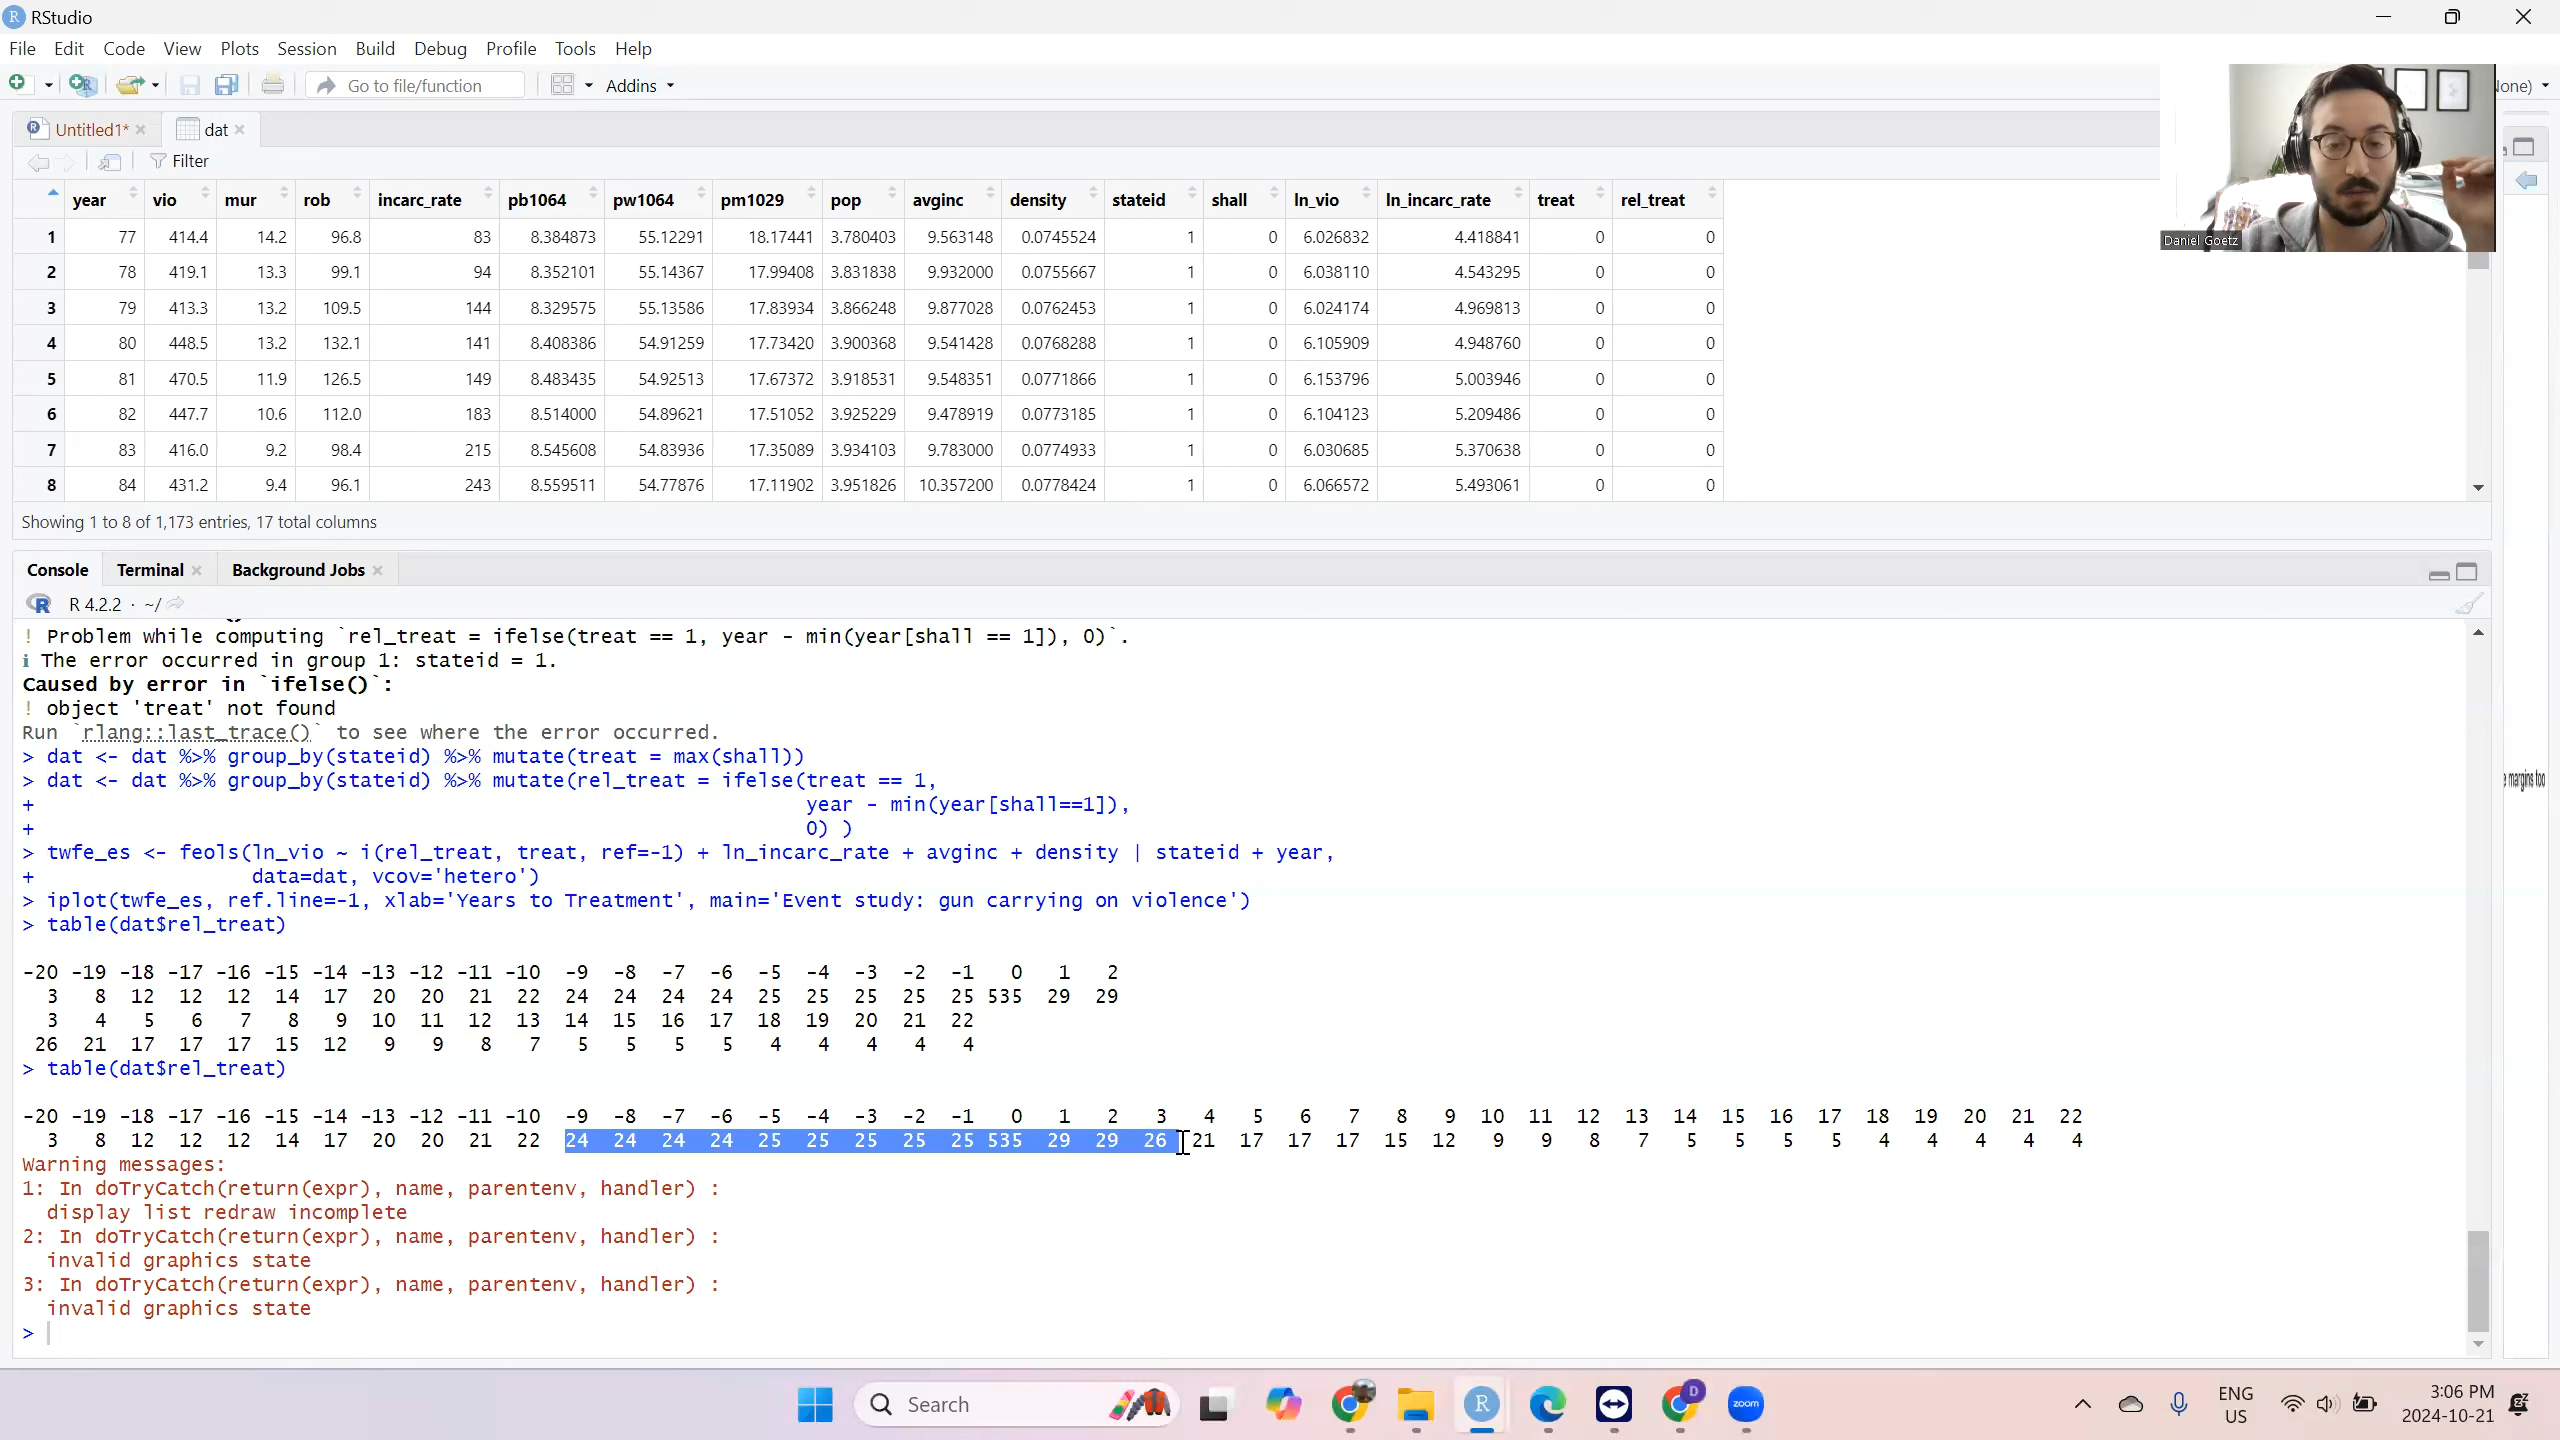 RStudio
File Edit Code View Plots Session Build Debug Profile Tools Help
Go to file/function Addins
Untitled1* dat
Filter
year vio mur rob incarc_rate pb1064 pw1064 pm1029 pop avginc density stateid shall ln_vio ln_incarc_rate treat rel_treat
1 77 414.4 14.2 96.8 83 8.384873 55.12291 18.17441 3.780403 9.563148 0.0745524 1 0 6.026832 4.418841 0 0
2 78 419.1 13.3 99.1 94 8.352101 55.14367 17.99408 3.831838 9.932000 0.0755667 1 0 6.038110 4.543295 0 0
3 79 413.3 13.2 109.5 144 8.329575 55.13586 17.83934 3.866248 9.877028 0.0762453 1 0 6.024174 4.969813 0 0
4 80 448.5 13.2 132.1 141 8.408386 54.91259 17.73420 3.900368 9.541428 0.0768288 1 0 6.105909 4.948760 0 0
5 81 470.5 11.9 126.5 149 8.483435 54.92513 17.67372 3.918531 9.548351 0.0771866 1 0 6.153796 5.003946 0 0
6 82 447.7 10.6 112.0 183 8.514000 54.89621 17.51052 3.925229 9.478919 0.0773185 1 0 6.104123 5.209486 0 0
7 83 416.0 9.2 98.4 215 8.545608 54.83936 17.35089 3.934103 9.783000 0.0774933 1 0 6.030685 5.370638 0 0
8 84 431.2 9.4 96.1 243 8.559511 54.77876 17.11902 3.951826 10.357200 0.0778424 1 0 6.066572 5.493061 0 0
Showing 1 to 8 of 1,173 entries, 17 total columns
Daniel Goetz
Console Terminal Background Jobs
R 4.2.2 · ~/
! Problem while computing `rel_treat = ifelse(treat == 1, year - min(year[shall == 1]), 0)`.
i The error occurred in group 1: stateid = 1.
Caused by error in `ifelse()`:
! object 'treat' not found
Run `rlang::last_trace()` to see where the error occurred.
> dat <- dat %>% group_by(stateid) %>% mutate(treat = max(shall))
> dat <- dat %>% group_by(stateid) %>% mutate(rel_treat = ifelse(treat == 1,
+ year - min(year[shall==1]),
+ 0) )
> twfe_es <- feols(ln_vio ~ i(rel_treat, treat, ref=-1) + ln_incarc_rate + avginc + density | stateid + year,
+ data=dat, vcov='hetero')
> iplot(twfe_es, ref.line=-1, xlab='Years to Treatment', main='Event study: gun carrying on violence')
> table(dat$rel_treat)
-20 -19 -18 -17 -16 -15 -14 -13 -12 -11 -10 -9 -8 -7 -6 -5 -4 -3 -2 -1 0 1 2
3 8 12 12 12 14 17 20 20 21 22 24 24 24 24 25 25 25 25 25 535 29 29
3 4 5 6 7 8 9 10 11 12 13 14 15 16 17 18 19 20 21 22
26 21 17 17 17 15 12 9 9 8 7 5 5 5 5 4 4 4 4 4
> table(dat$rel_treat)
-20 -19 -18 -17 -16 -15 -14 -13 -12 -11 -10 -9 -8 -7 -6 -5 -4 -3 -2 -1 0 1 2 3 4 5 6 7 8 9 10 11 12 13 14 15 16 17 18 19 20 21 22
3 8 12 12 12 14 17 20 20 21 22 24 24 24 24 25 25 25 25 25 535 29 29 26 21 17 17 17 15 12 9 9 8 7 5 5 5 5 4 4 4 4 4
Warning messages:
1: In doTryCatch(return(expr), name, parentenv, handler) :
display list redraw incomplete
2: In doTryCatch(return(expr), name, parentenv, handler) :
invalid graphics state
3: In doTryCatch(return(expr), name, parentenv, handler) :
invalid graphics state
>
margins too
Search
zoom
ENG
US
3:06 PM
2024-10-21